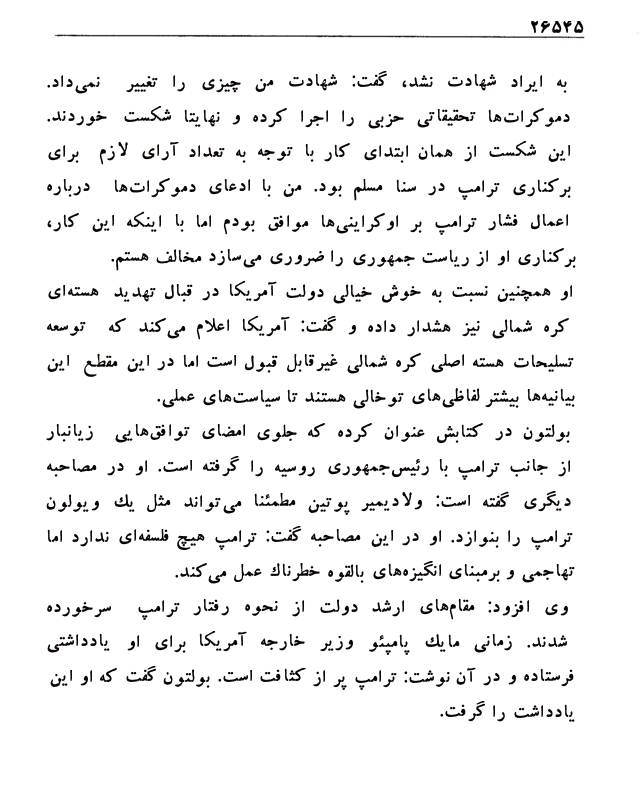 ۲۶۵۴۵
به ایراد شهادت نشد، گفت: شهادت من چیزی را تغییر نمی‌داد.
دموکرات‌ها تحقیقاتی حزبی را اجرا کرده و نهایتا شکست خوردند.
این شکست از همان ابتدای کار با توجه به تعداد آرای لازم برای
برکناری ترامپ در سنا مسلم بود. من با ادعای دموکرات‌ها درباره
اعمال فشار ترامپ بر اوکراینی‌ها موافق بودم اما با اینکه این کار،
برکناری او از ریاست جمهوری را ضروری می‌سازد مخالف هستم.
او همچنین نسبت به خوش خیالی دولت آمریکا در قبال تهدید هسته‌ای
کره شمالی نیز هشدار داده و گفت: آمریکا اعلام می‌کند که توسعه
تسلیحات هسته اصلی کره شمالی غیرقابل قبول است اما در این مقطع این
بیانیه‌ها بیشتر لفاظی‌های توخالی هستند تا سیاست‌های عملی.
بولتون در کتابش عنوان کرده که جلوی امضای توافق‌هایی زیانبار
از جانب ترامپ با رئیس‌جمهوری روسیه را گرفته است. او در مصاحبه
دیگری گفته است: ولادیمیر پوتین مطمئنا می‌تواند مثل یك ویولون
ترامپ را بنوازد. او در این مصاحبه گفت: ترامپ هیچ فلسفه‌ای ندارد اما
تهاجمی و برمبنای انگیزه‌های بالقوه خطرناك عمل می‌کند.
وی افزود: مقام‌های ارشد دولت از نحوه رفتار ترامپ سرخورده
شدند. زمانی مایك پامپئو وزیر خارجه آمریکا برای او یادداشتی
فرستاده و در آن نوشت: ترامپ پر از کثافت است. بولتون گفت که او این
یادداشت را گرفت.